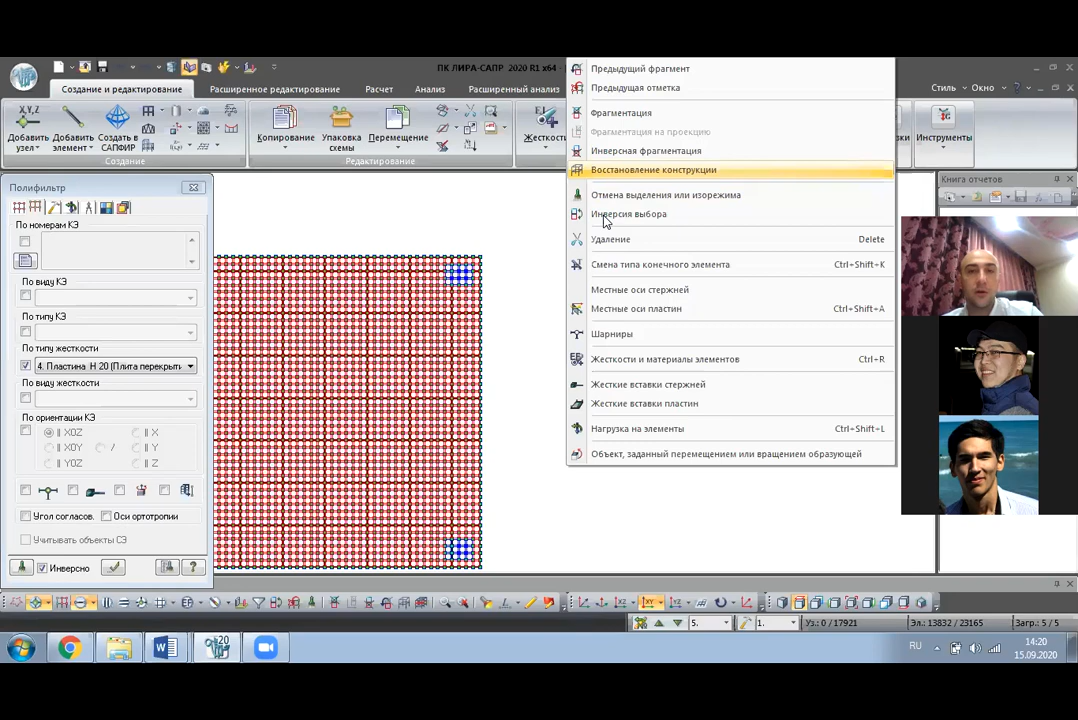 ПК ЛИРА-САПР 2020 R1 x64 -
Создание и редактирование
Расширенное редактирование
Расчет
Анализ
Расширенный анализ
Стиль
Окно
Добавить узел
Добавить элемент
Создать в САПФИР
Копирование
Упаковка схемы
Перемещение
Жесткости
Инструменты
Создание
Редактирование
Полифильтр
По номерам КЭ
По виду КЭ
По типу КЭ
По типу жесткости
4. Пластина H 20 (Плита перекрыть
По виду жесткости
По ориентации КЭ
|| XOZ
|| X
|| XOY
/
|| Y
|| YOZ
|| Z
Угол согласов.
Оси ортотропии
Учитывать объекты СЭ
Инверсно
Предыдущий фрагмент
Предыдущая отметка
Фрагментация
Фрагментация на проекцию
Инверсная фрагментация
Восстановление конструкции
Отмена выделения или изорежима
Инверсия выбора
Удаление Delete
Смена типа конечного элемента Ctrl+Shift+K
Местные оси стержней
Местные оси пластин Ctrl+Shift+A
Шарниры
Жесткости и материалы элементов Ctrl+R
Жесткие вставки стержней
Жесткие вставки пластин
Нагрузка на элементы Ctrl+Shift+L
Объект, заданный перемещением или вращением образующей
Книга отчетов
5.
1.
Уз.: 0 / 17921
Эл.: 13832 / 23165
Загр.: 5 / 5
RU
14:20
15.09.2020